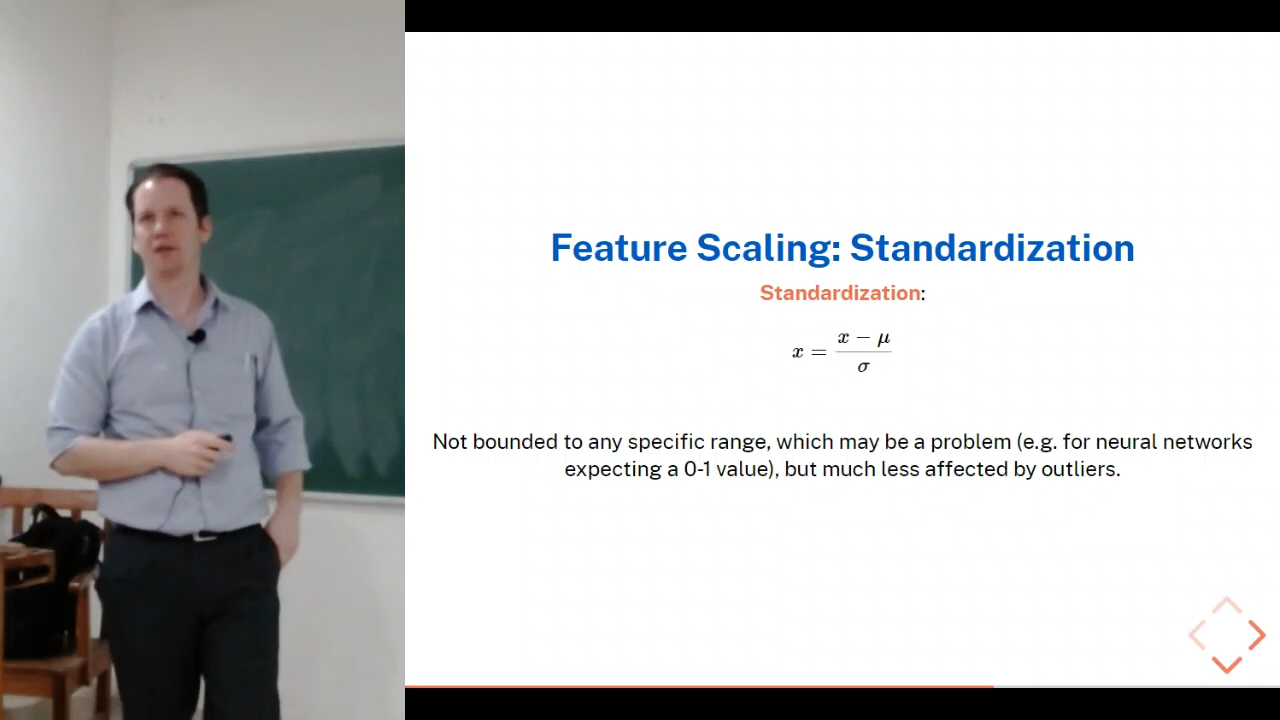 Feature Scaling: Standardization
Standardization:
x = (x − μ) / σ
Not bounded to any specific range, which may be a problem (e.g. for neural networks
expecting a 0-1 value), but much less affected by outliers.